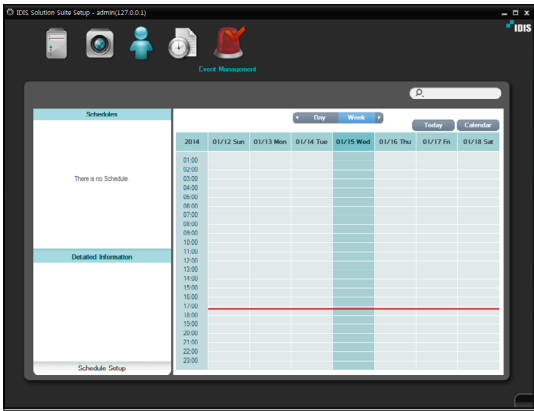 IDIS Solution Suite Setup - admin(127.0.0.1)
IDIS
Event Management
Schedules
Day Week
Today Calendar
2014 01/12 Sun 01/13 Mon 01/14 Tue 01/15 Wed 01/16 Thu 01/17 Fri 01/18 Sat
There is no Schedule.
01:00
02:00
03:00
04:00
05:00
06:00
07:00
08:00
09:00
10:00
11:00
Detailed Information
12:00
13:00
14:00
15:00
16:00
17:00
18:00
19:00
20:00
21:00
22:00
23:00
Schedule Setup